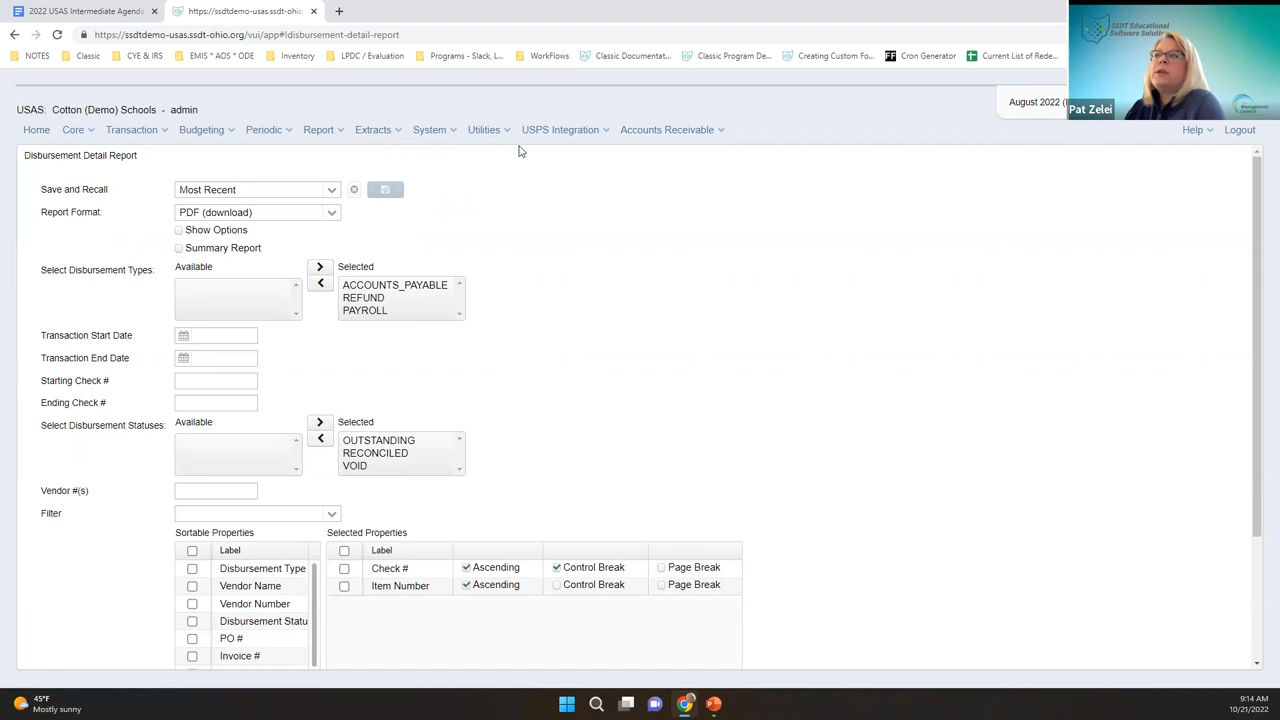 2022 USAS Intermediate Agenda
https://ssdtdemo-usas.ssdt-ohio
https://ssdtdemo-usas.ssdt-ohio.org/vui/app#!disbursement-detail-report
NOTES Classic CYE & IRS EMIS * AOS * ODE Inventory LPDC / Evaluation Programs - Slack, L... WorkFlows Classic Documentat... Classic Program De... Creating Custom Fo... Cron Generator Current List of Rede...
SSDT Educational
Software Solutio
Management
Council
Pat Zelei
USAS: Cotton (Demo) Schools - admin
August 2022 (
Home Core Transaction Budgeting Periodic Report Extracts System Utilities USPS Integration Accounts Receivable Help Logout
Disbursement Detail Report
Save and Recall Most Recent
Report Format: PDF (download)
Show Options
Summary Report
Select Disbursement Types: Available Selected
ACCOUNTS_PAYABLE
REFUND
PAYROLL
Transaction Start Date
Transaction End Date
Starting Check #
Ending Check #
Select Disbursement Statuses: Available Selected
OUTSTANDING
RECONCILED
VOID
Vendor #(s)
Filter
Sortable Properties Selected Properties
Label Label
Disbursement Type Check # Ascending Control Break Page Break
Vendor Name Item Number Ascending Control Break Page Break
Vendor Number
Disbursement Statu
PO #
Invoice #
45°F
Mostly sunny
9:14 AM
10/21/2022